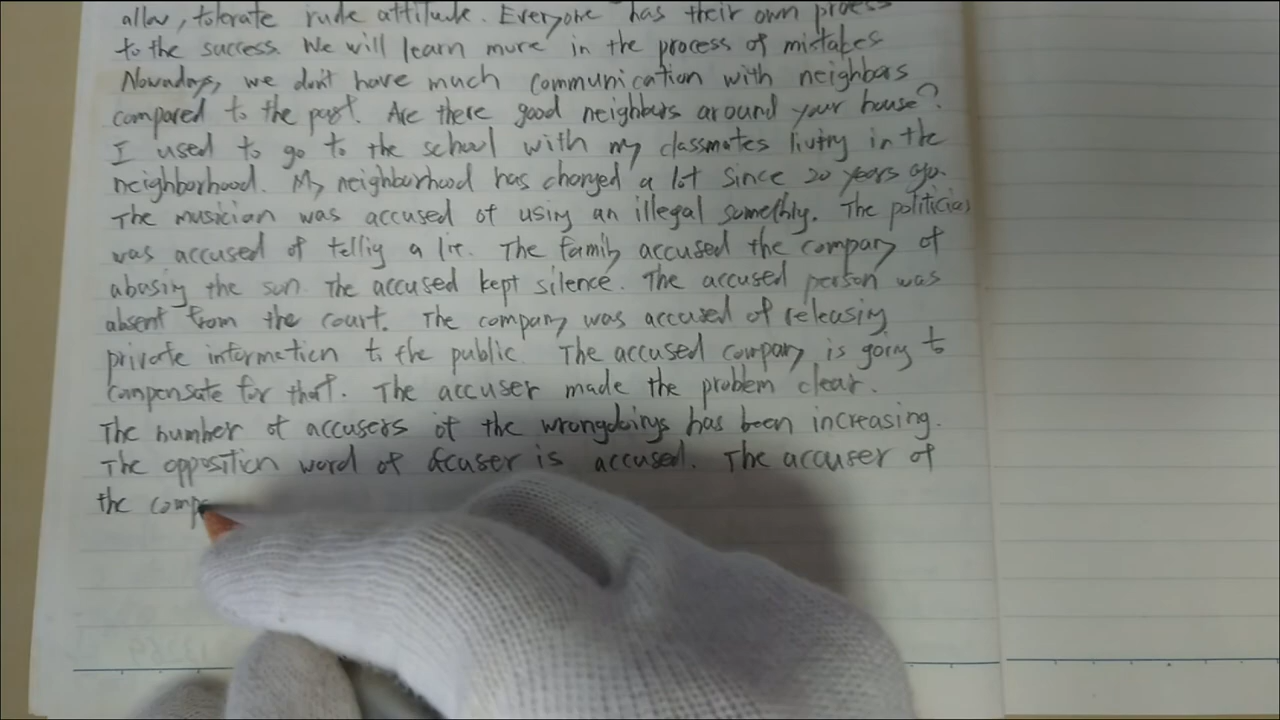 allow, tolerate rude attitude. Everyone has their own process
to the success. We will learn more in the process of mistakes
Nowadays, we don't have much communication with neighbors
compared to the past. Are there good neighbors around your house?
I used to go to the school with my classmates living in the
neighborhood. My neighborhood has changed a lot since 20 years ago.
The musician was accused of using an illegal something. The politician
was accused of telling a lie. The family accused the company of
abusing the son. The accused kept silence. The accused person was
absent from the court. The company was accused of releasing
private information to the public. The accused company is going to
compensate for that. The accuser made the problem clear.
The number of accusers of the wrongdoings has been increasing.
The opposition word of accuser is accused. The accuser of
the comp